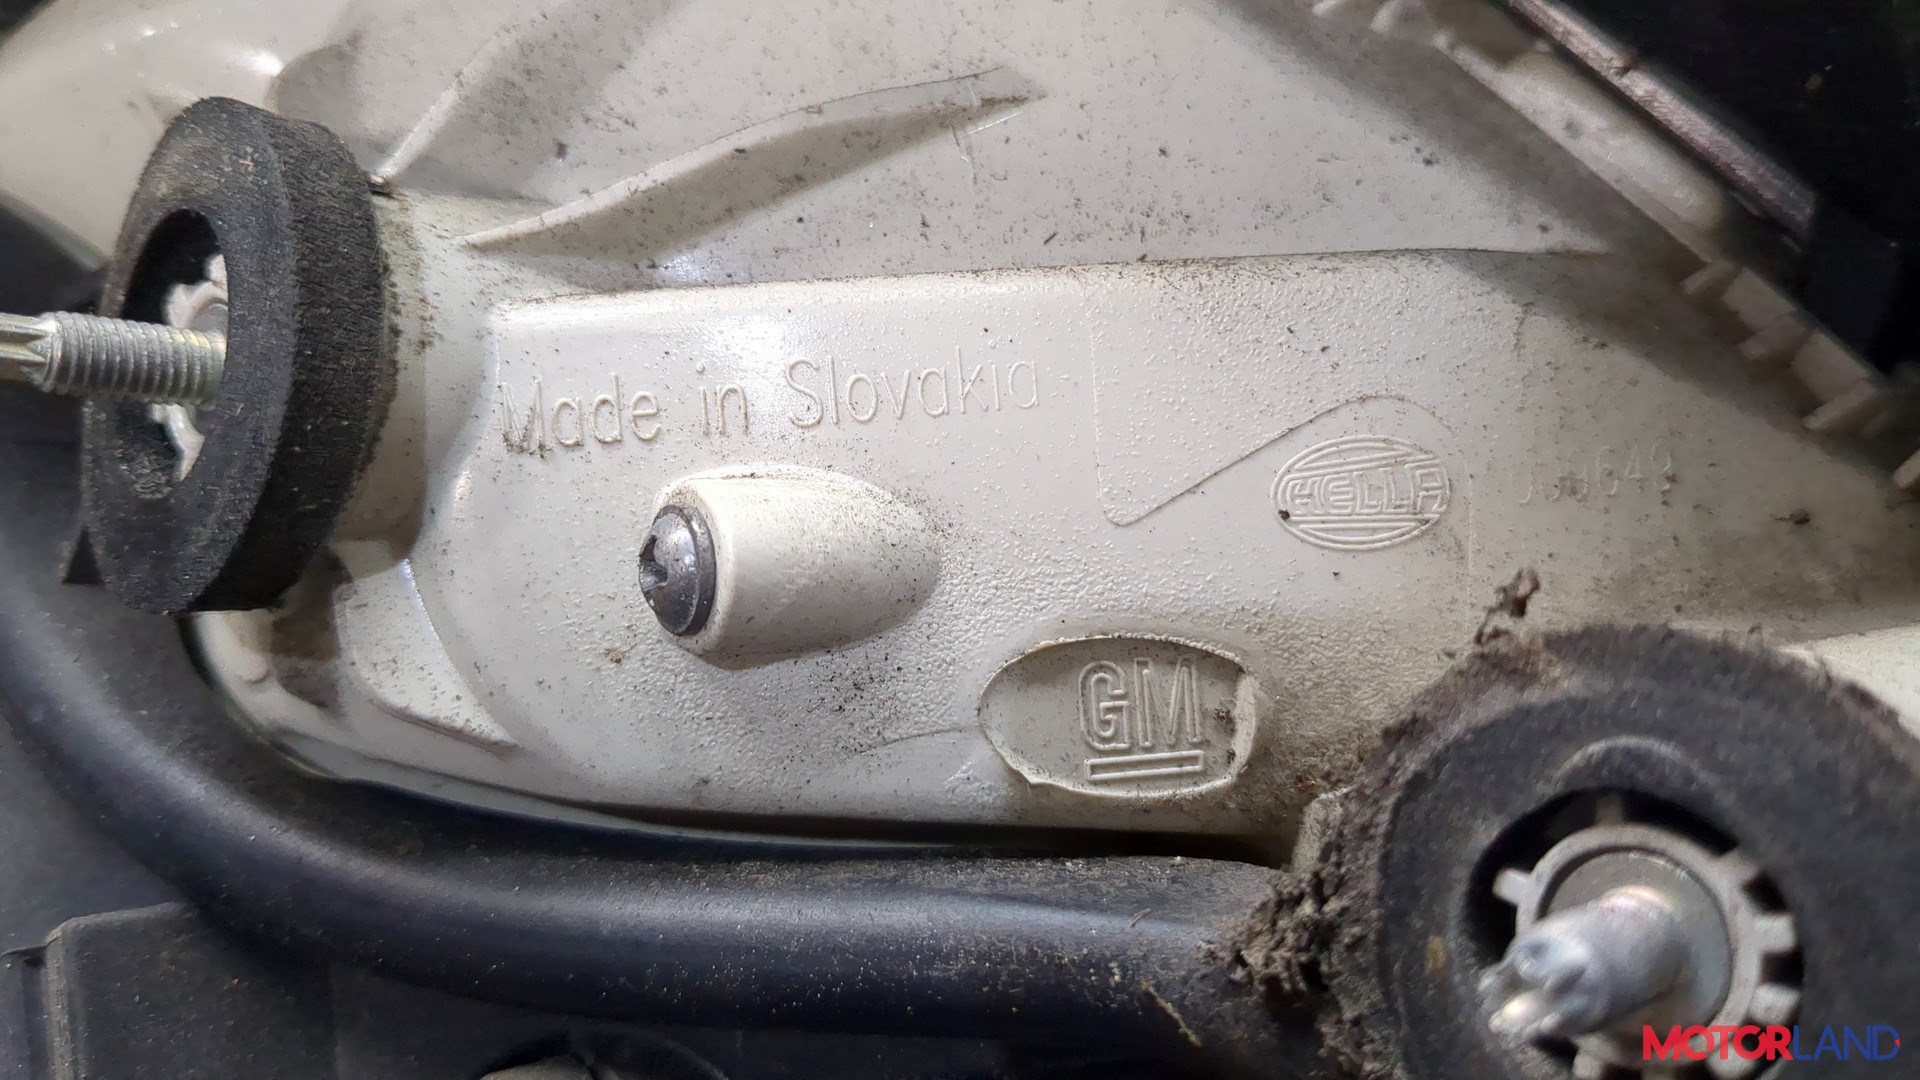 Made in Slovakia
HELLA
GM
MOTORLAND